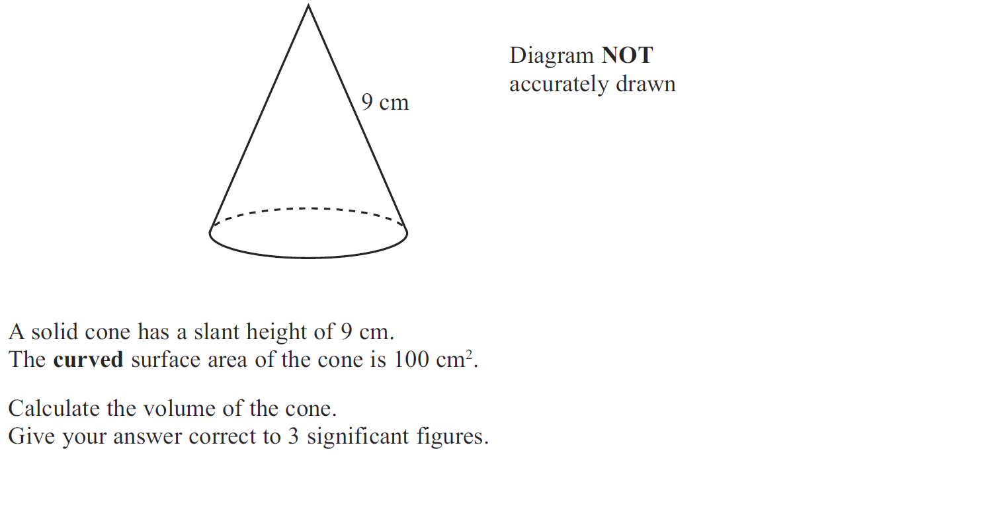 Diagram NOT
accurately drawn
9 cm
A solid cone has a slant height of 9 cm.
The curved surface area of the cone is 100 cm².
Calculate the volume of the cone.
Give your answer correct to 3 significant figures.